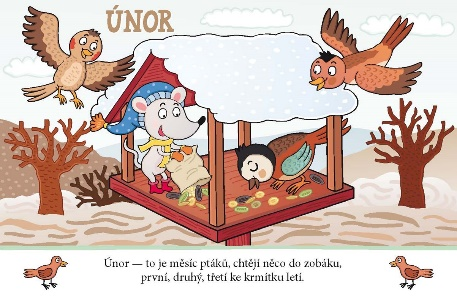 ÚNOR
Únor — to je měsíc ptáků, chtějí něco do zobáku,
první, druhý, třetí ke krmítku letí.